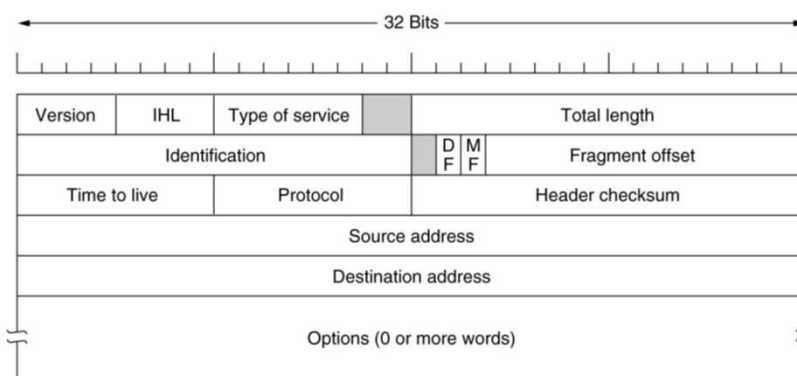 32 Bits
Version IHL Type of service Total length
Identification D F M F Fragment offset
Time to live Protocol Header checksum
Source address
Destination address
Options (0 or more words)